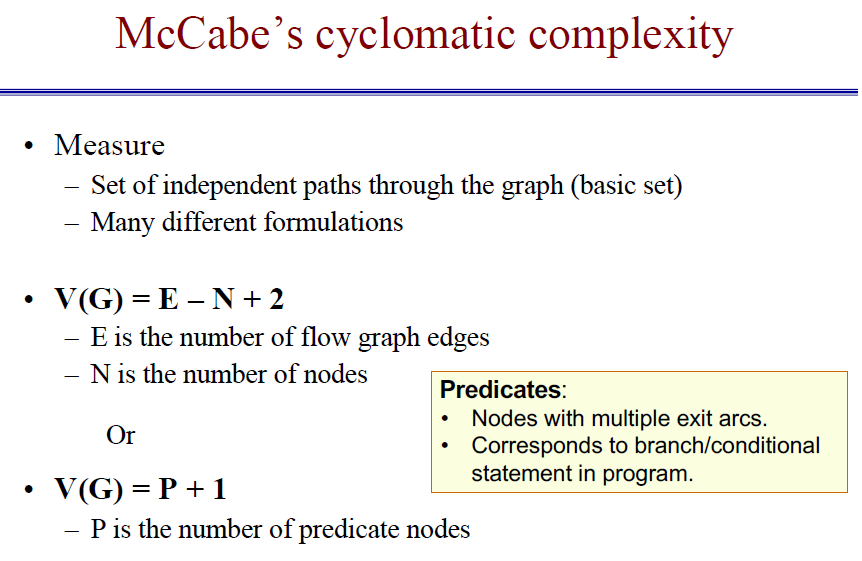 McCabe’s cyclomatic complexity
• Measure
– Set of independent paths through the graph (basic set)
– Many different formulations
• V(G) = E – N + 2
– E is the number of flow graph edges
– N is the number of nodes
Or
• V(G) = P + 1
– P is the number of predicate nodes
Predicates:
• Nodes with multiple exit arcs.
• Corresponds to branch/conditional
statement in program.